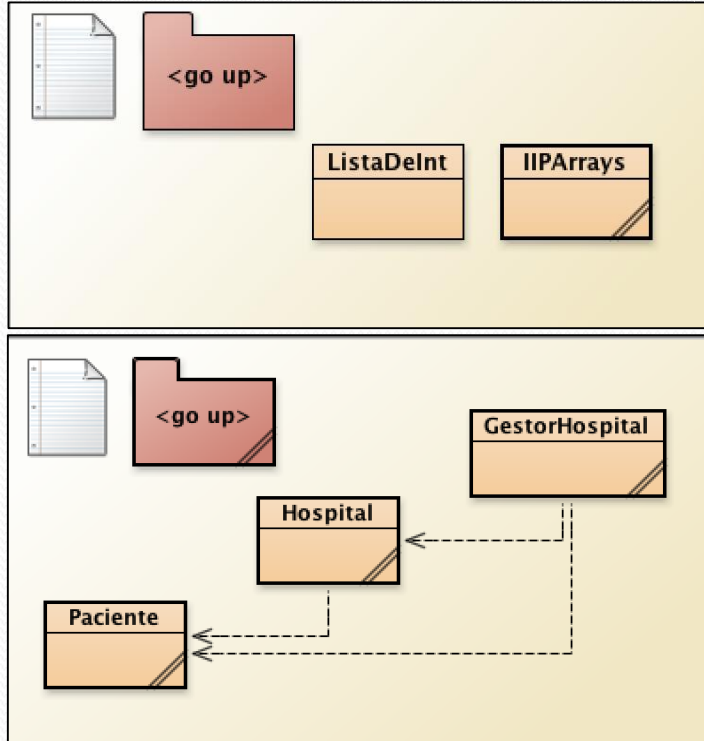 <go up>
ListaDeInt
IIPArrays
<go up>
GestorHospital
Hospital
Paciente